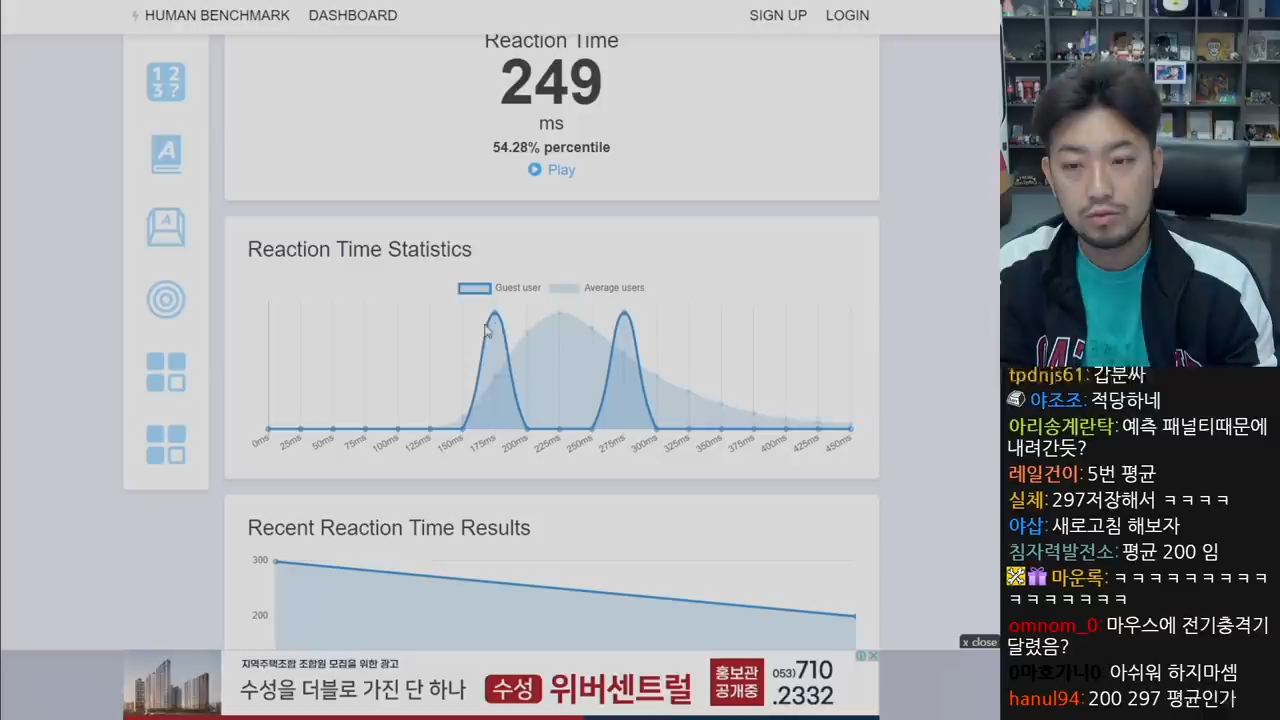 HUMAN BENCHMARK
DASHBOARD
SIGN UP
LOGIN
Reaction Time
249
ms
54.28% percentile
Play
Reaction Time Statistics
Guest user
Average users
0ms
25ms
50ms
75ms
100ms
125ms
150ms
175ms
200ms
225ms
250ms
275ms
300ms
325ms
350ms
375ms
400ms
425ms
450ms
Recent Reaction Time Results
300
200
x close
지역주택조합 조합원 모집을 위한 광고
수성을 더블로 가진 단 하나
수성 위버센트럴
홍보관
공개중
053)710
.2332
tpdnjs61: 갑분싸
야조조: 적당하네
아리송계란탁: 예측 패널티때문에
내려간듯?
레일건이: 5번 평균
실체: 297저장해서 ㅋㅋㅋㅋ
야삽: 새로고침 해보자
침자력발전소: 평균 200 임
마운록: ㅋㅋㅋㅋㅋㅋㅋㅋㅋ
ㅋㅋㅋㅋㅋㅋㅋ
omnom_0: 마우스에 전기충격기
달렸음?
0마호가니0: 아쉬워 하지마셈
hanul94: 200 297 평균인가